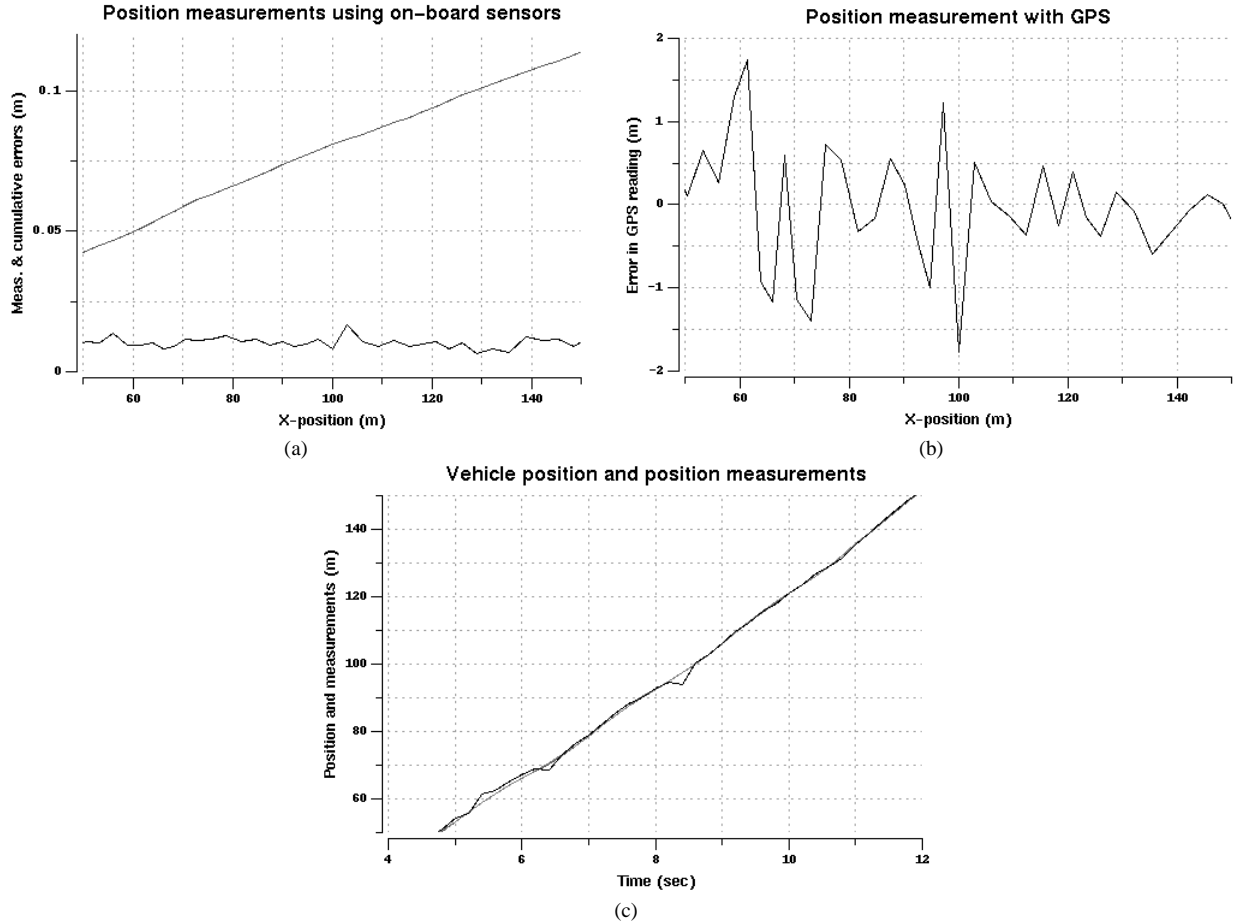 Position measurements using on-board sensors
Meas. & cumulative errors (m)
0.1
0.05
0
60
80
100
120
140
X-position (m)
(a)
Position measurement with GPS
Error in GPS reading (m)
2
1
0
-1
-2
60
80
100
120
140
X-position (m)
(b)
Vehicle position and position measurements
Position and measurements (m)
140
120
100
80
60
4
6
8
10
12
Time (sec)
(c)